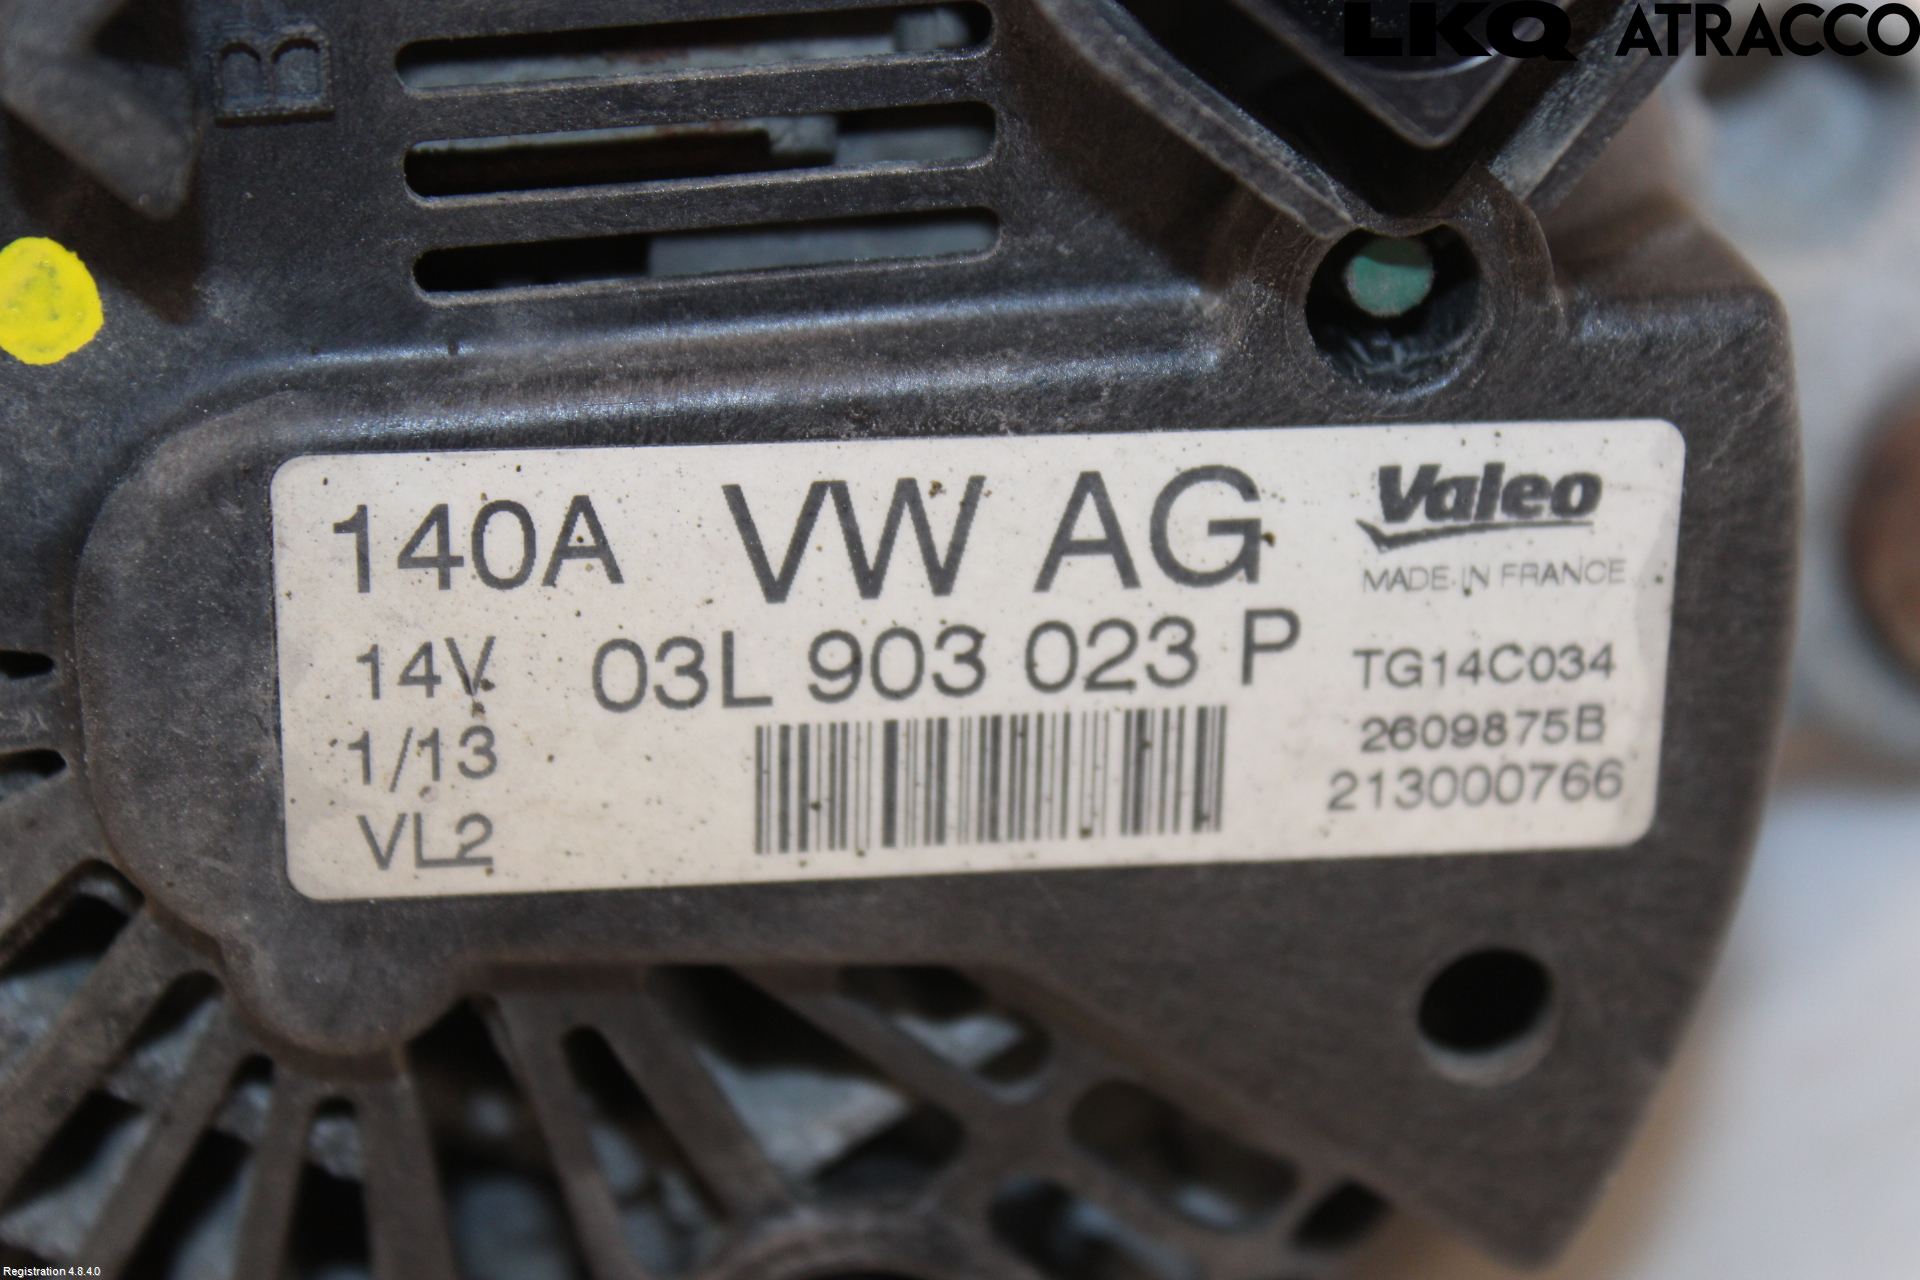 LKQ ATRACCO
B
140A VW AG Valeo
MADE IN FRANCE
14V 03L 903 023 P TG14C034
1/13 2609875B
213000766
VL2
Registration 4.8.4.0